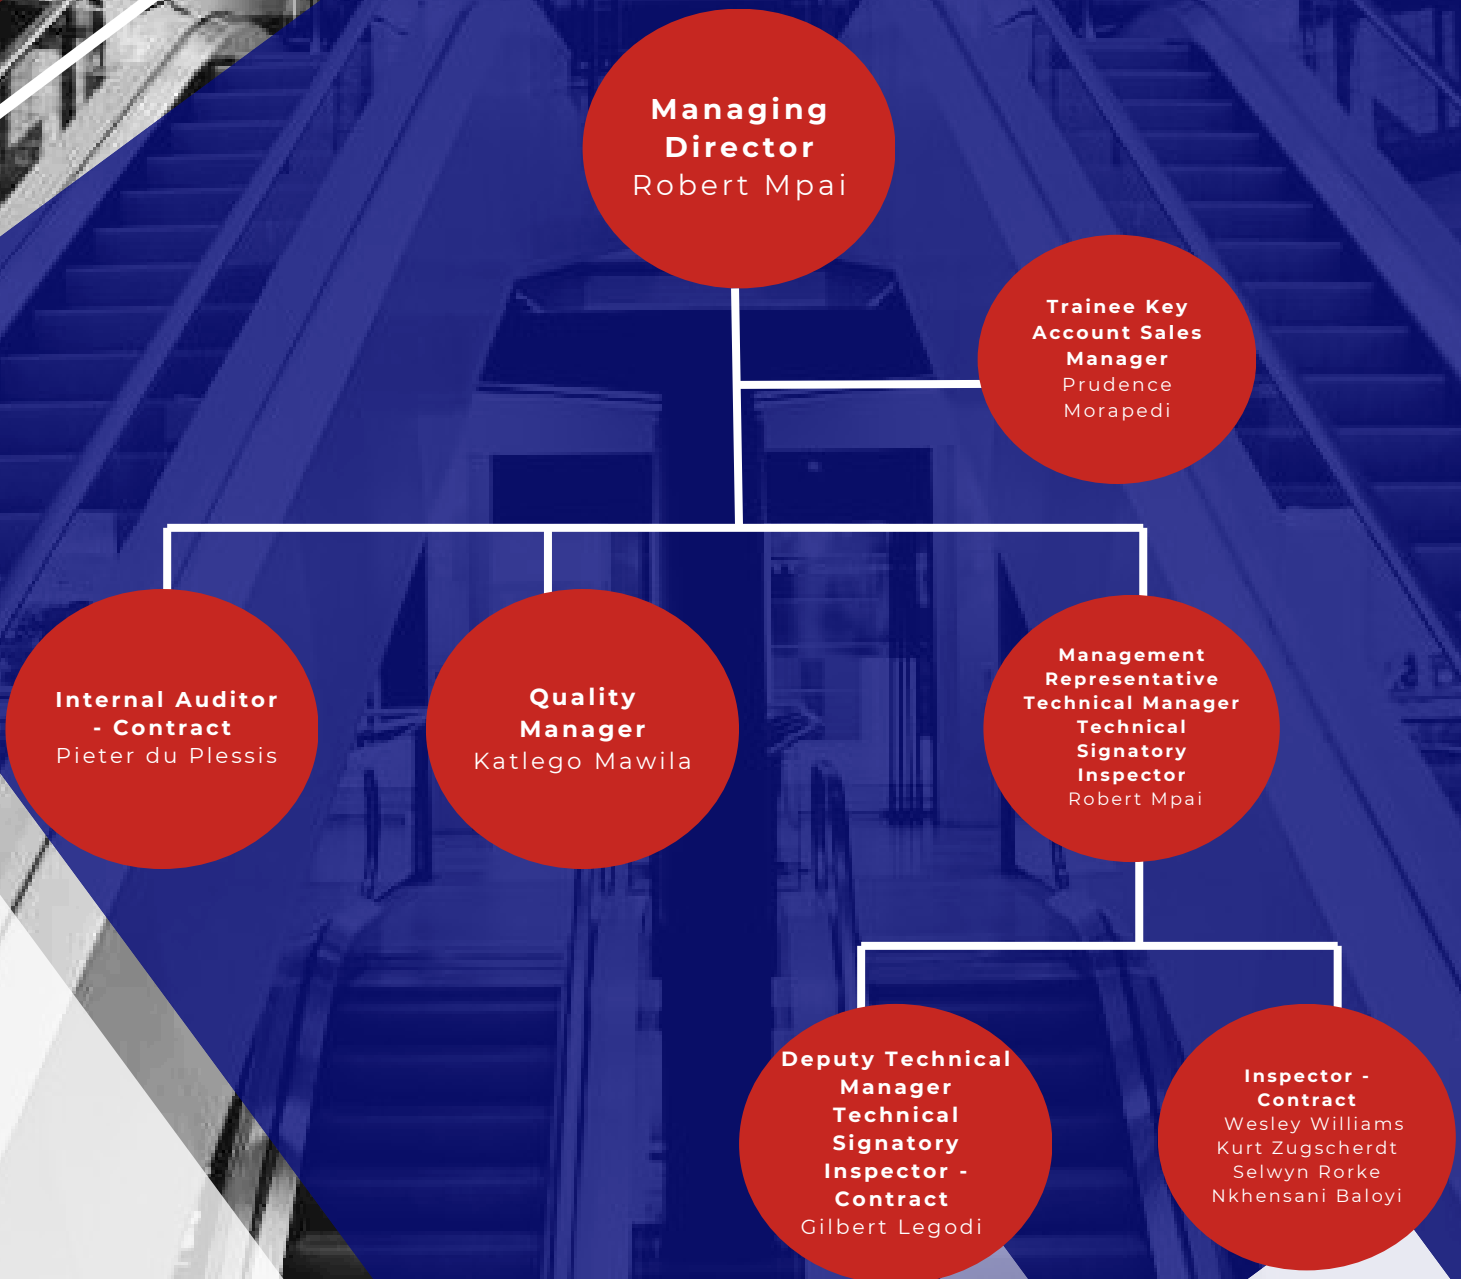 Managing
Director
Robert Mpai
Trainee Key
Account Sales
Manager
Prudence
Morapedi
Internal Auditor
- Contract
Pieter du Plessis
Quality
Manager
Katlego Mawila
Management
Representative
Technical Manager
Technical
Signatory
Inspector
Robert Mpai
Deputy Technical
Manager
Technical
Signatory
Inspector -
Contract
Gilbert Legodi
Inspector -
Contract
Wesley Williams
Kurt Zugscherdt
Selwyn Rorke
Nkhensani Baloyi